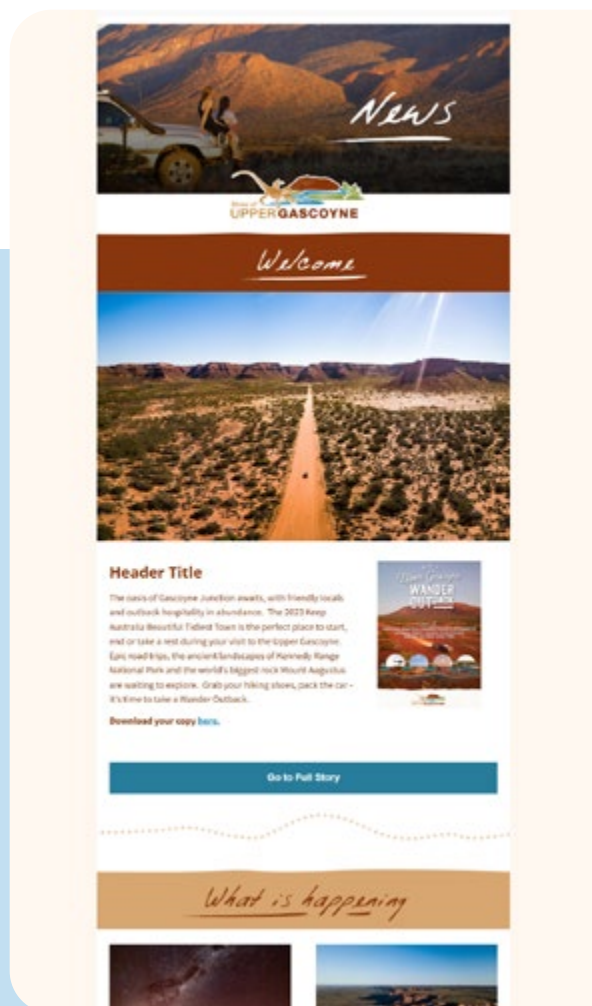 News
Shire of
UPPERGASCOYNE
Welcome
Header Title
The oasis of Gascoyne Junction awaits, with friendly locals
and outback hospitality in abundance. The 2023 Keep
Australia Beautiful Tidiest Town is the perfect place to start,
end or take a rest during your visit to the Upper Gascoyne.
Epic road trips, the ancient landscapes of Kennedy Range
National Park and the world's biggest rock Mount Augustus
are waiting to explore. Grab your hiking shoes, pack the car –
it's time to take a Wander Outback.
Download your copy here.
Upper Gascoyne
WANDER
OUTBACK
Go to Full Story
What is happening